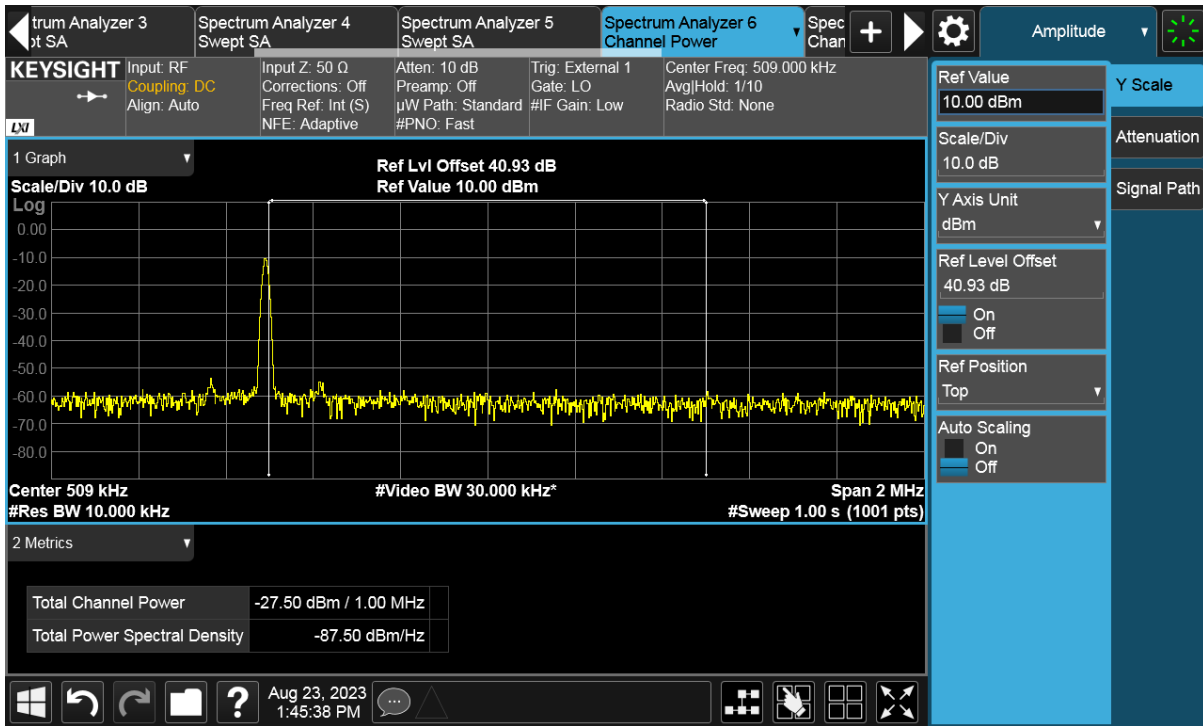 trum Analyzer 3
pt SA
Spectrum Analyzer 4
Swept SA
Spectrum Analyzer 5
Swept SA
Spectrum Analyzer 6
Channel Power
Spec
Chan
Amplitude
KEYSIGHT
LXI
Input: RF
Coupling: DC
Align: Auto
Input Z: 50 Ω
Corrections: Off
Freq Ref: Int (S)
NFE: Adaptive
Atten: 10 dB
Preamp: Off
µW Path: Standard
#PNO: Fast
Trig: External 1
Gate: LO
#IF Gain: Low
Center Freq: 509.000 kHz
Avg|Hold: 1/10
Radio Std: None
1 Graph
Scale/Div 10.0 dB
Ref Lvl Offset 40.93 dB
Ref Value 10.00 dBm
Log
0.00
-10.0
-20.0
-30.0
-40.0
-50.0
-60.0
-70.0
-80.0
Center 509 kHz
#Video BW 30.000 kHz*
Span 2 MHz
#Res BW 10.000 kHz
#Sweep 1.00 s (1001 pts)
2 Metrics
Total Channel Power -27.50 dBm / 1.00 MHz
Total Power Spectral Density -87.50 dBm/Hz
Ref Value
10.00 dBm
Scale/Div
10.0 dB
Y Axis Unit
dBm
Ref Level Offset
40.93 dB
On
Off
Ref Position
Top
Auto Scaling
On
Off
Y Scale
Attenuation
Signal Path
?
Aug 23, 2023
1:45:38 PM